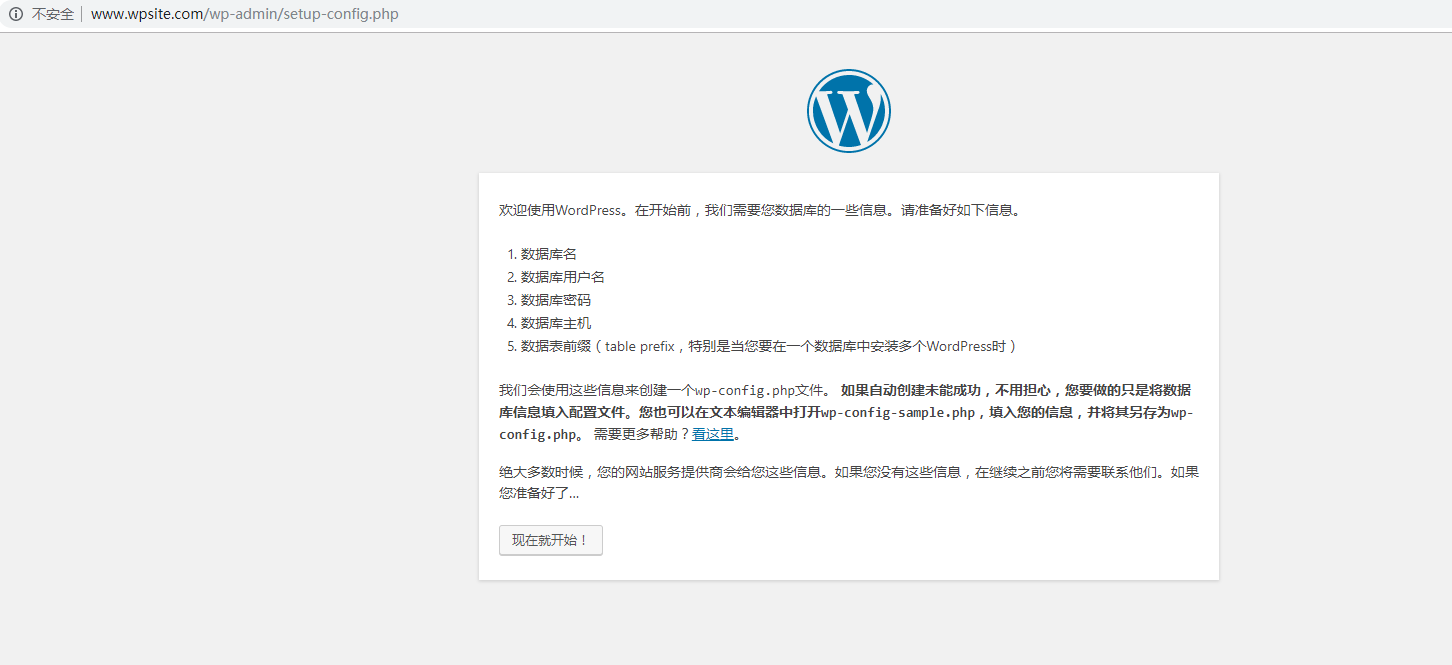 不安全 | www.wpsite.com/wp-admin/setup-config.php
欢迎使用WordPress。在开始前，我们需要您数据库的一些信息。请准备好如下信息。
1. 数据库名
2. 数据库用户名
3. 数据库密码
4. 数据库主机
5. 数据表前缀（table prefix，特别是当您要在一个数据库中安装多个WordPress时）
我们会使用这些信息来创建一个wp-config.php文件。 如果自动创建未能成功，不用担心，您要做的只是将数据
库信息填入配置文件。您也可以在文本编辑器中打开wp-config-sample.php，填入您的信息，并将其另存为wp-
config.php。 需要更多帮助？看这里。
绝大多数时候，您的网站服务提供商会给您这些信息。如果您没有这些信息，在继续之前您将需要联系他们。如果
您准备好了…
现在就开始！